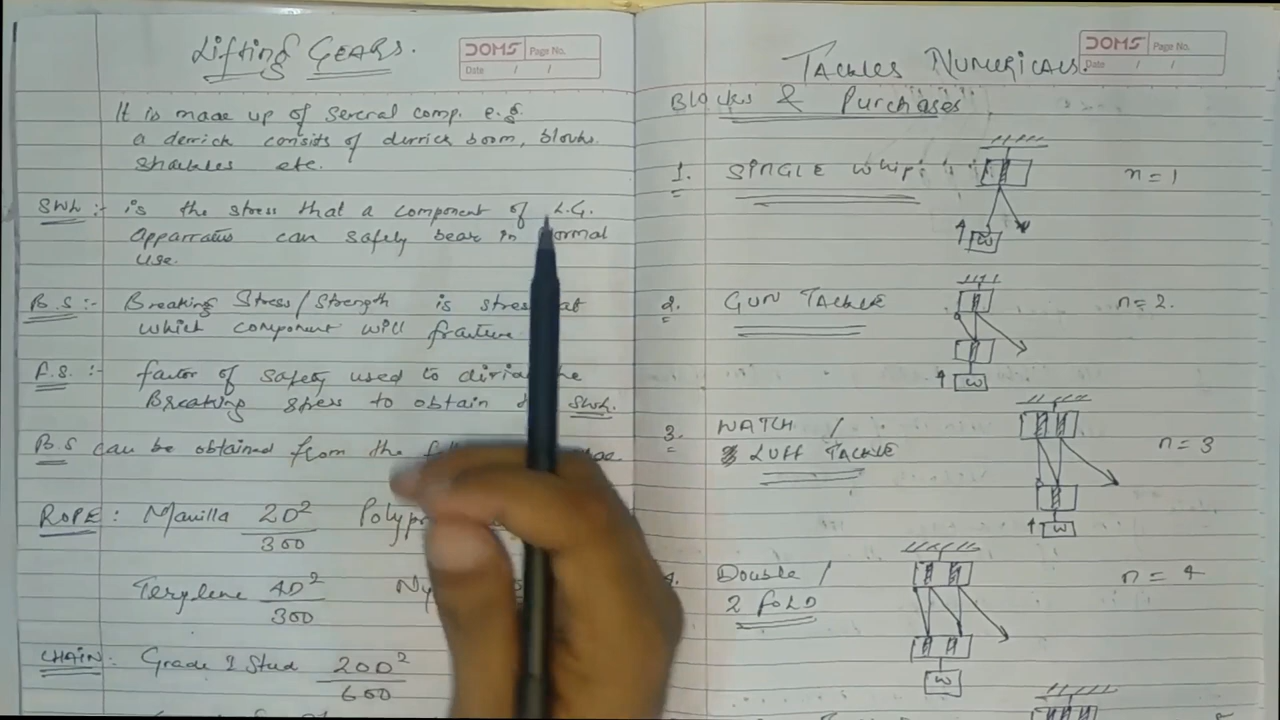 Lifting GEARS.
DOMS Page No.
Date / /
It is made up of several comp. e.g.
a derrick consists of derrick boom, blocks
shackles etc.
SWL :- is the stress that a component of L.G.
apparatus can safely bear in normal
use.
B.S :- Breaking Stress/Strength is stress at
which component will fracture
F.S. :- factor of safety used to the
Breaking stress to obtain SWL.
B.S can be obtained from the
ROPE : Manilla 2D²/300
Terylene 4D²/300
CHAIN : Grade 1 Stud 20D²/600
TACKLES NUMERICALS.
DOMS Page No.
Date / /
Blocks & Purchases
1. SINGLE Whip: n = 1
W
2. GUN TACKLE n = 2.
W
3. WATCH / n = 3
LUFF TACKLE
W
Double / n = 4
2 FOLD
W